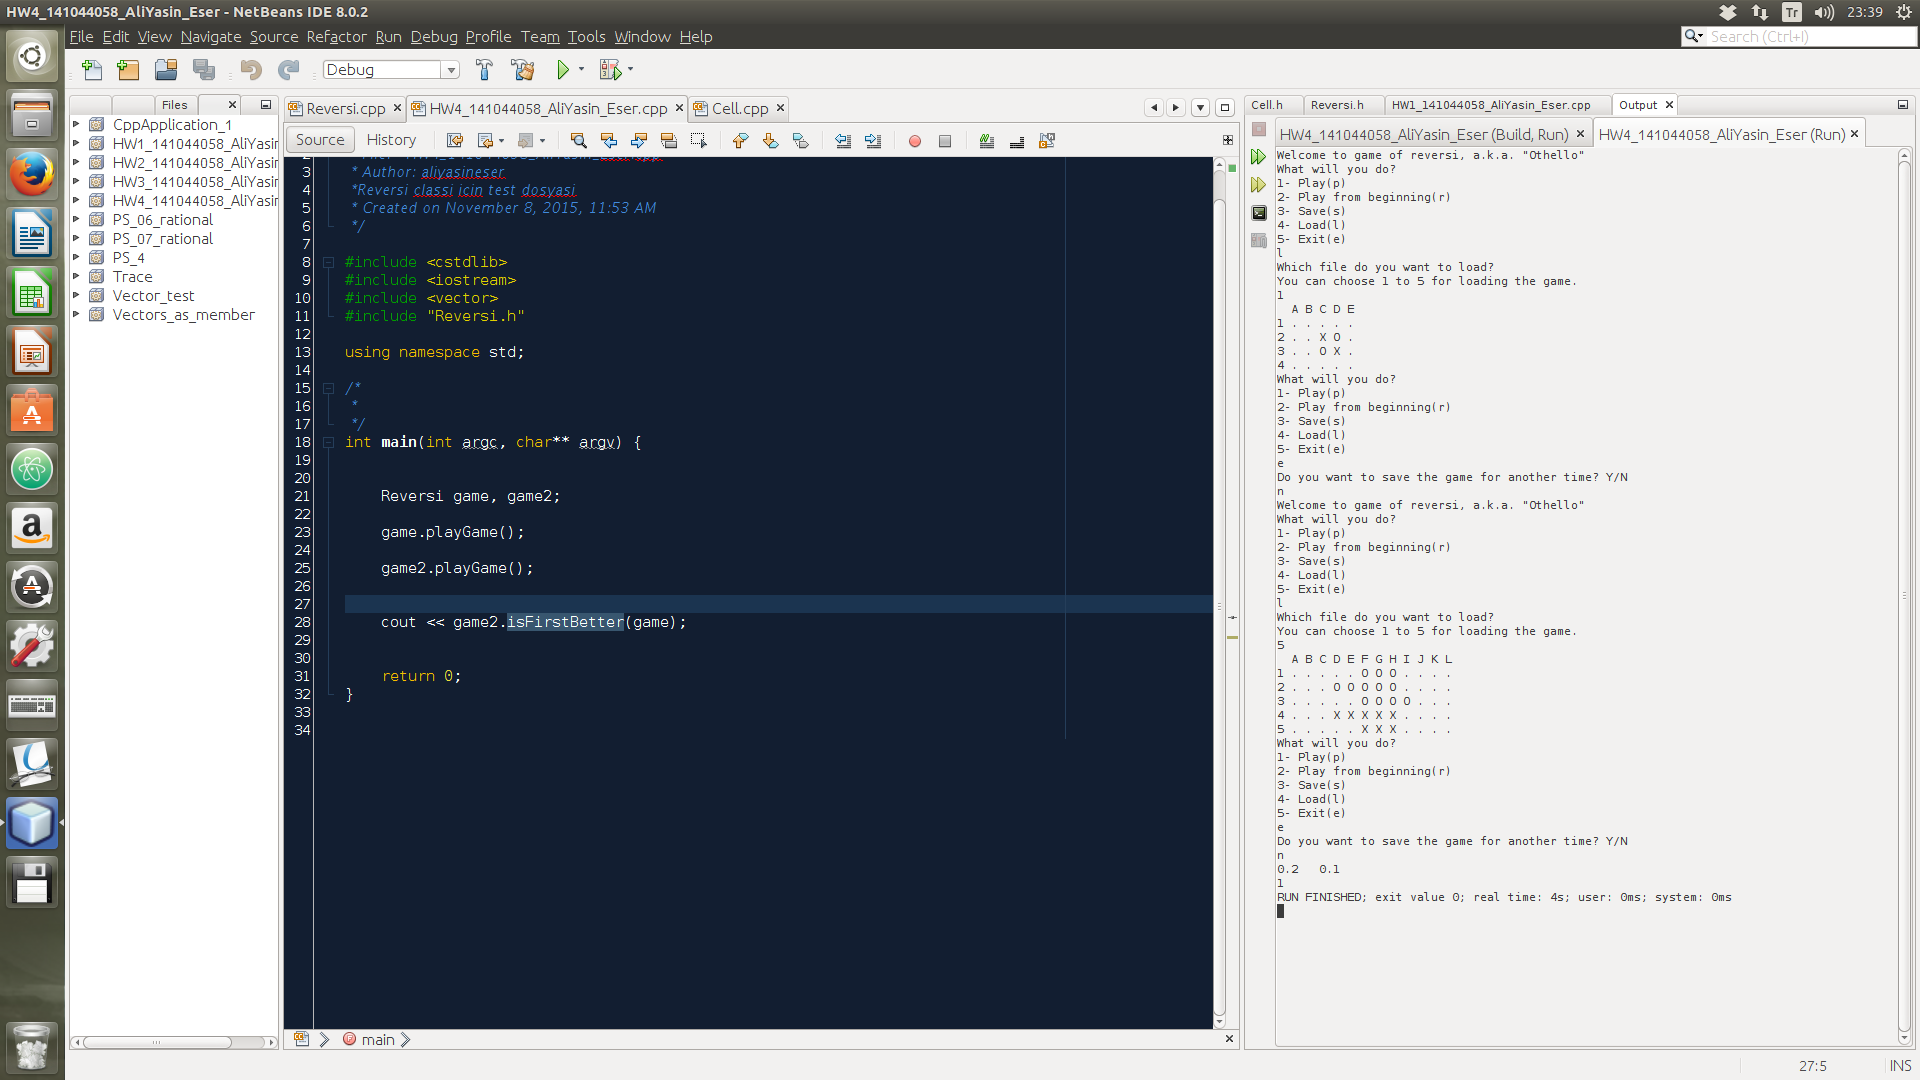 HW4_141044058_AliYasin_Eser - NetBeans IDE 8.0.2
Tr
23:39
File Edit View Navigate Source Refactor Run Debug Profile Team Tools Window Help
Search (Ctrl+I)
Debug
Files
CppApplication_1
HW1_141044058_AliYasin
HW2_141044058_AliYasin
HW3_141044058_AliYasin
HW4_141044058_AliYasin
PS_06_rational
PS_07_rational
PS_4
Trace
Vector_test
Vectors_as_member
Reversi.cpp
HW4_141044058_AliYasin_Eser.cpp
Cell.cpp
Source
History
3 * Author: aliyasineser
4 *Reversi classi icin test dosyasi
5 * Created on November 8, 2015, 11:53 AM
6 */
7
8 #include <cstdlib>
9 #include <iostream>
10 #include <vector>
11 #include "Reversi.h"
12
13 using namespace std;
14
15 /*
16 *
17 */
18 int main(int argc, char** argv) {
19
20
21 Reversi game, game2;
22
23 game.playGame();
24
25 game2.playGame();
26
27
28 cout << game2.isFirstBetter(game);
29
30
31 return 0;
32 }
33
34
main
Cell.h
Reversi.h
HW1_141044058_AliYasin_Eser.cpp
Output
HW4_141044058_AliYasin_Eser (Build, Run)
HW4_141044058_AliYasin_Eser (Run)
Welcome to game of reversi, a.k.a. "Othello"
What will you do?
1- Play(p)
2- Play from beginning(r)
3- Save(s)
4- Load(l)
5- Exit(e)
l
Which file do you want to load?
You can choose 1 to 5 for loading the game.
1
A B C D E
1 . . . . .
2 . . X O .
3 . . O X .
4 . . . . .
What will you do?
1- Play(p)
2- Play from beginning(r)
3- Save(s)
4- Load(l)
5- Exit(e)
e
Do you want to save the game for another time? Y/N
n
Welcome to game of reversi, a.k.a. "Othello"
What will you do?
1- Play(p)
2- Play from beginning(r)
3- Save(s)
4- Load(l)
5- Exit(e)
l
Which file do you want to load?
You can choose 1 to 5 for loading the game.
5
A B C D E F G H I J K L
1 . . . . . O O O . . . .
2 . . . O O O O O . . . .
3 . . . . . O O O O . . .
4 . . . X X X X X . . . .
5 . . . . . X X X . . . .
What will you do?
1- Play(p)
2- Play from beginning(r)
3- Save(s)
4- Load(l)
5- Exit(e)
e
Do you want to save the game for another time? Y/N
n
0.2 0.1
1
RUN FINISHED; exit value 0; real time: 4s; user: 0ms; system: 0ms
27:5
INS